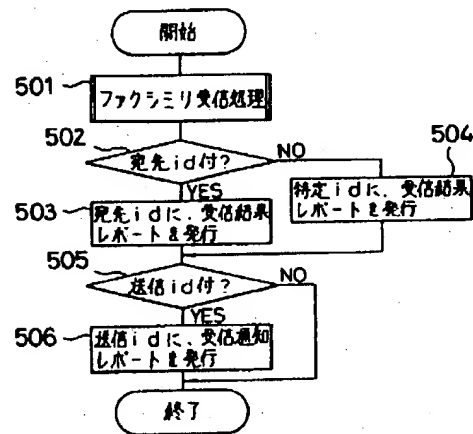 開始
501
ファクシミリ受信処理
502
宛先id付?
NO
504
YES
特定idに、受信結果
レポートを発行
503
宛先idに、受信結果
レポートを発行
505
送信id付?
NO
YES
506
送信idに、受信通知
レポートを発行
終了